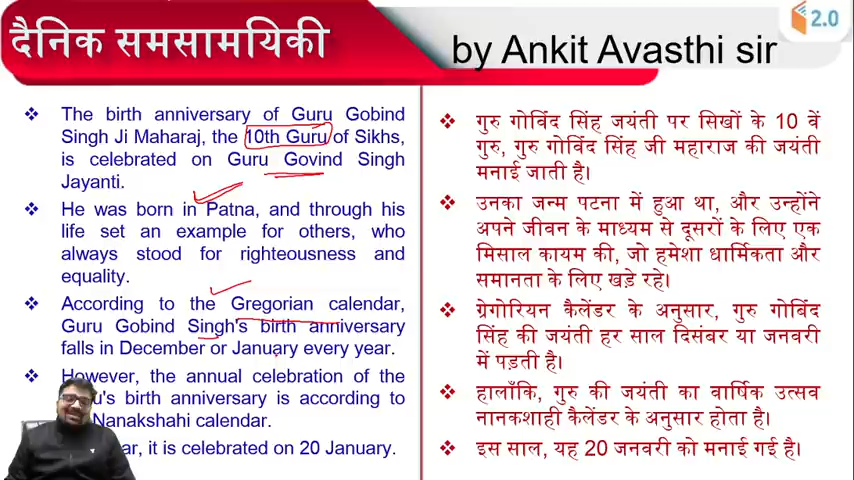 दैनिक समसामयिकी
by Ankit Avasthi sir
2.0
The birth anniversary of Guru Gobind
Singh Ji Maharaj, the 10th Guru of Sikhs,
is celebrated on Guru Govind Singh
Jayanti.
He was born in Patna, and through his
life set an example for others, who
always stood for righteousness and
equality.
According to the Gregorian calendar,
Guru Gobind Singh's birth anniversary
falls in December or January every year.
However, the annual celebration of the
birth anniversary is according to
Nanakshahi calendar.
it is celebrated on 20 January.
गुरु गोविंद सिंह जयंती पर सिखों के 10 वें
गुरु, गुरु गोविंद सिंह जी महाराज की जयंती
मनाई जाती है।
उनका जन्म पटना में हुआ था, और उन्होंने
अपने जीवन के माध्यम से दूसरों के लिए एक
मिसाल कायम की, जो हमेशा धार्मिकता और
समानता के लिए खड़े रहे।
ग्रेगोरियन कैलेंडर के अनुसार, गुरु गोबिंद
सिंह की जयंती हर साल दिसंबर या जनवरी
में पड़ती है।
हालाँकि, गुरु की जयंती का वार्षिक उत्सव
नानकशाही कैलेंडर के अनुसार होता है।
इस साल, यह 20 जनवरी को मनाई गई है।